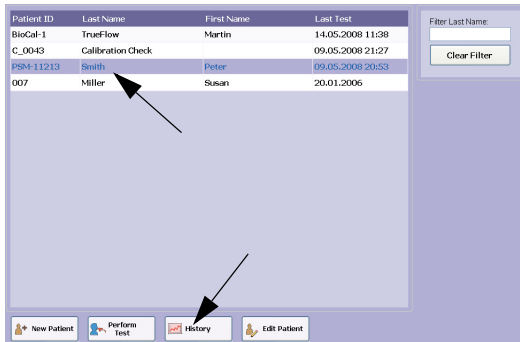 Patient ID Last Name First Name Last Test
BioCal-1 TrueFlow Martin 14.05.2008 11:38
C_0043 Calibration Check 09.05.2008 21:27
PSM-11213 Smith Peter 09.05.2008 20:53
007 Miller Susan 20.01.2006
Filter Last Name:
Clear Filter
New Patient
Perform
Test
History
Edit Patient